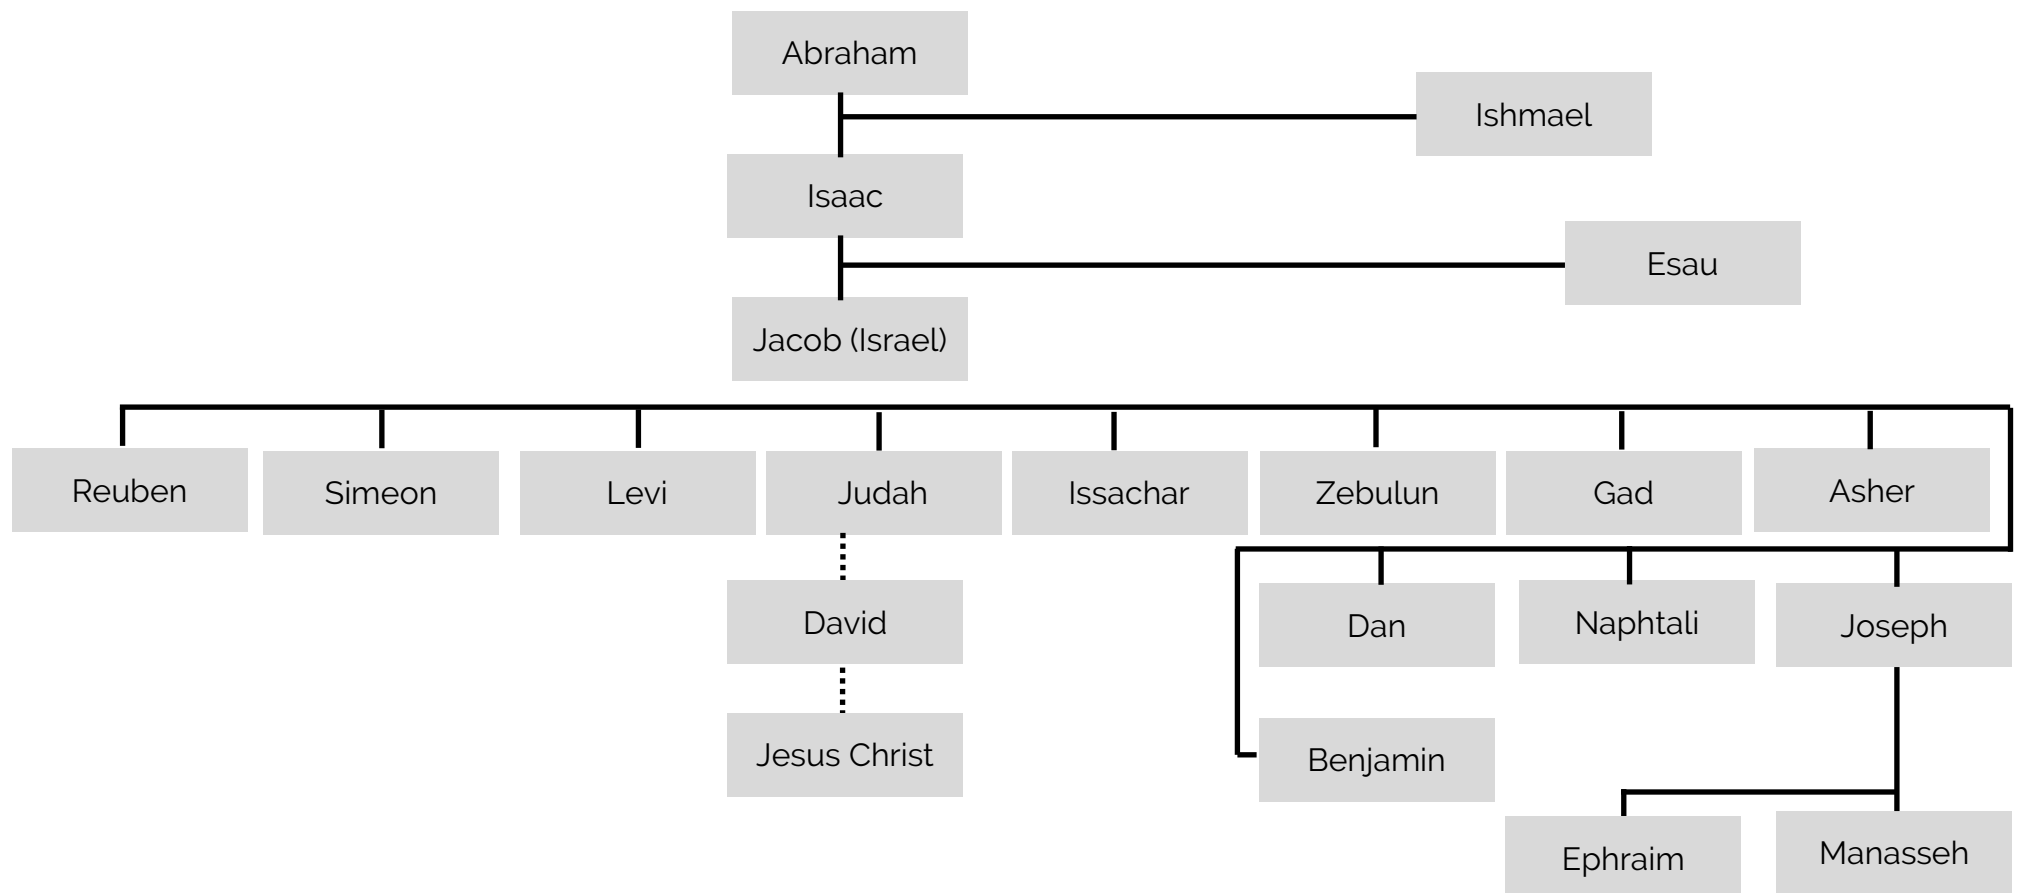 Abraham
Ishmael
Isaac
Esau
Jacob (Israel)
Reuben
Simeon
Levi
Judah
Issachar
Zebulun
Gad
Asher
David
Dan
Naphtali
Joseph
Jesus Christ
Benjamin
Ephraim
Manasseh